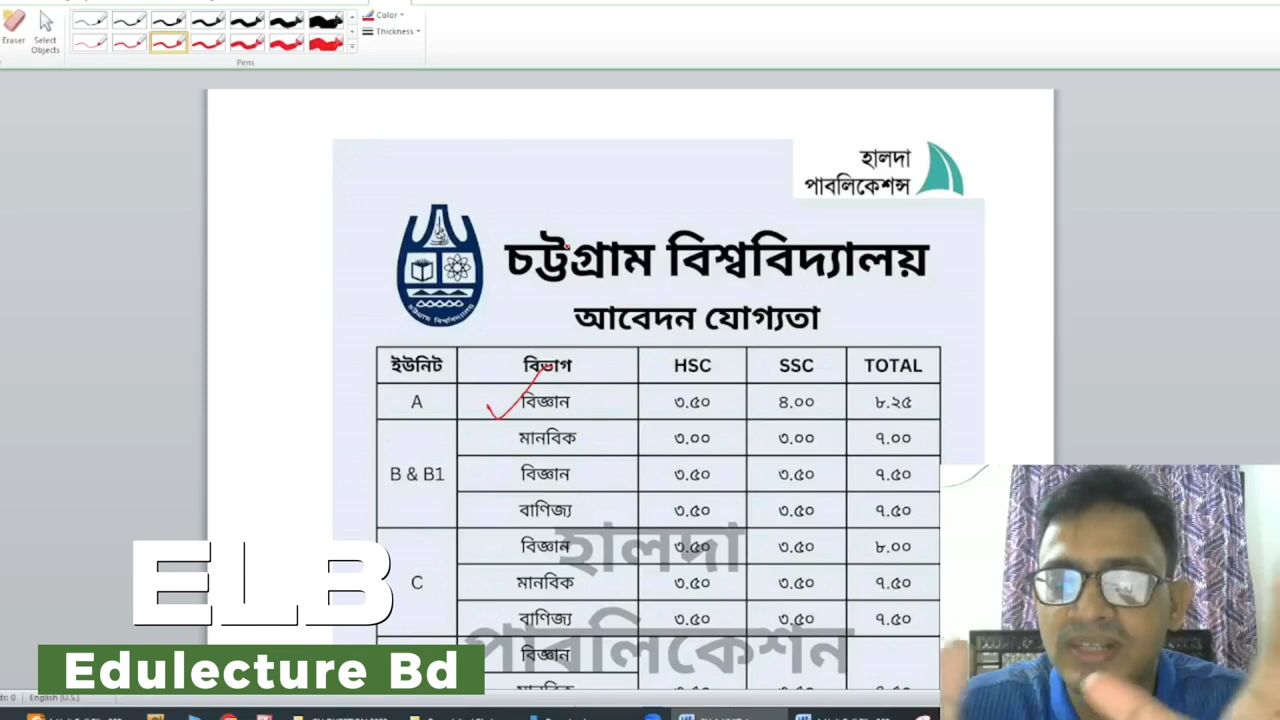 Color
Eraser
Select
Objects
Thickness
Pens
হালদা
পাবলিকেশন্স
চট্টগ্রাম বিশ্ববিদ্যালয়
আবেদন যোগ্যতা
ইউনিট বিভাগ HSC SSC TOTAL
A বিজ্ঞান ৩.৫০ ৪.০০ ৮.২৫
মানবিক ৩.০০ ৩.০০ ৭.০০
B & B1 বিজ্ঞান ৩.৫০ ৩.৫০ ৭.৫০
বাণিজ্য ৩.৫০ ৩.৫০ ৭.৫০
বিজ্ঞান ৩.৫০ ৩.৫০ ৮.০০
C মানবিক ৩.৫০ ৩.৫০ ৭.৫০
বাণিজ্য ৩.৫০ ৩.৫০ ৭.৫০
বিজ্ঞান
হালদা
পাবলিকেশন
ELB
Edulecture Bd
English (U.S.)